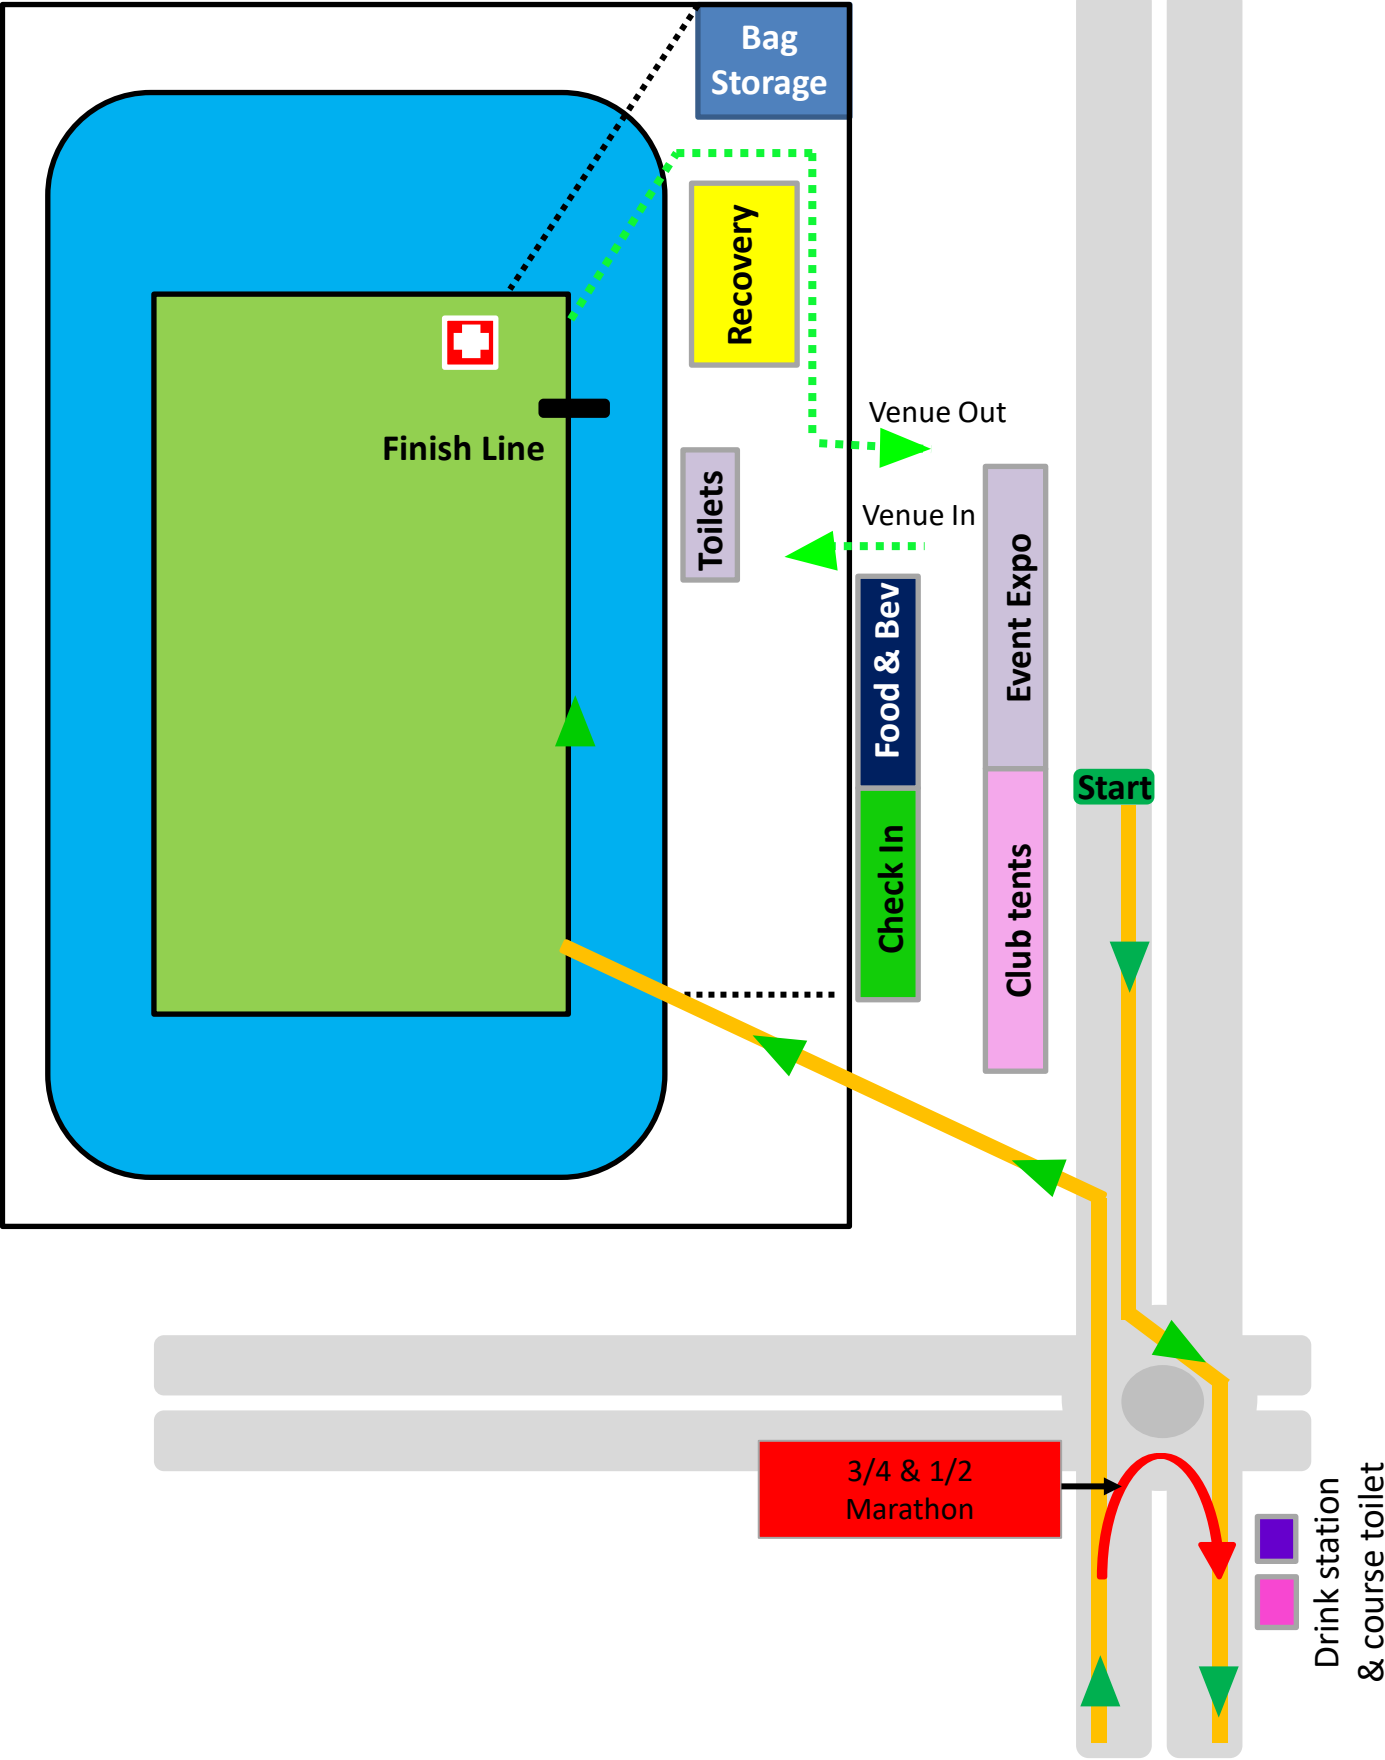 Bag
Storage
Recovery
Venue Out
Finish Line
Toilets
Venue In
Event Expo
Food & Bev
Start
Check In
Club tents
3/4 & 1/2
Marathon
Drink station
& course toilet